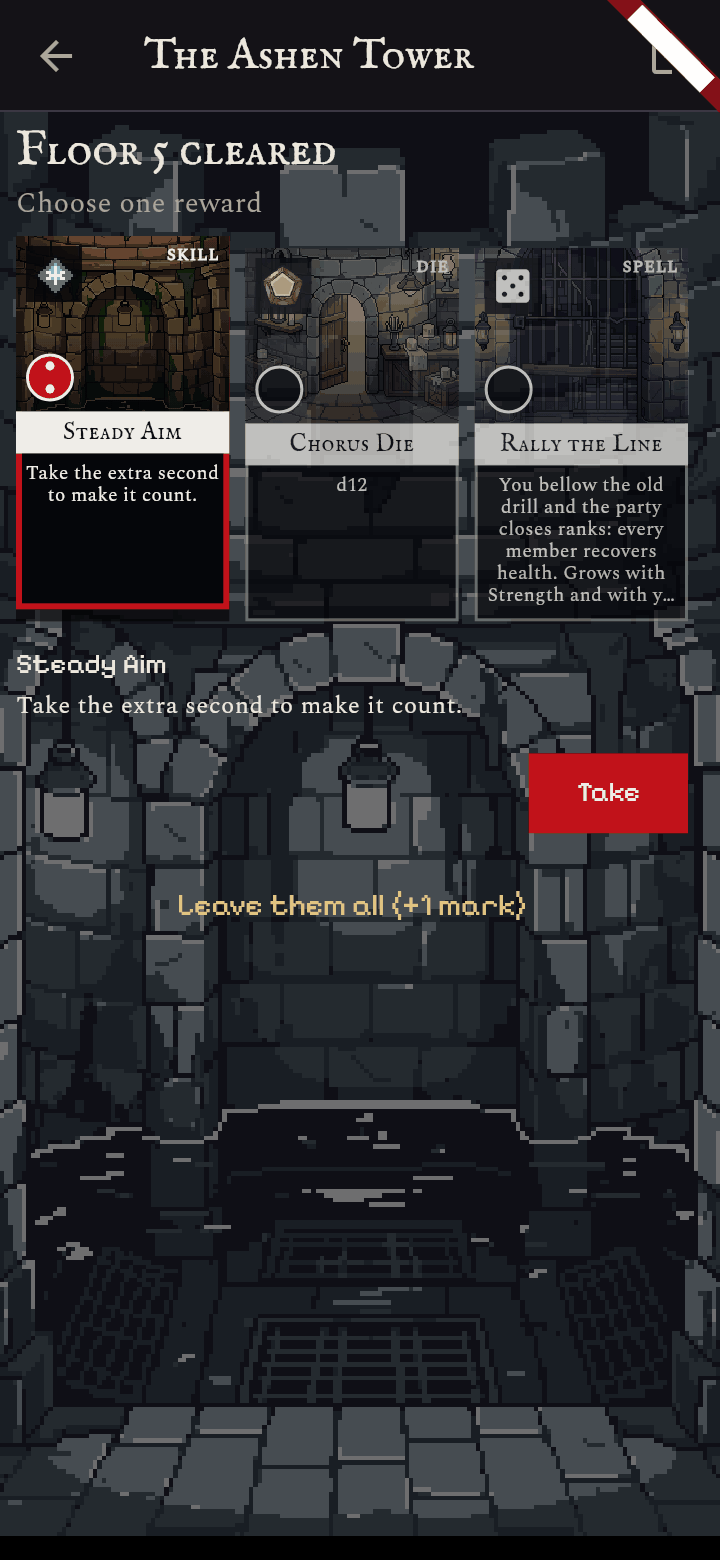 The Ashen Tower
Floor 5 cleared
Choose one reward
SKILL
Steady Aim
Take the extra second
to make it count.
DIE
Chorus Die
d12
SPELL
Rally the Line
You bellow the old
drill and the party
closes ranks: every
member recovers
health. Grows with
Strength and with y...
Steady Aim
Take the extra second to make it count.
Take
Leave them all (+1 mark)